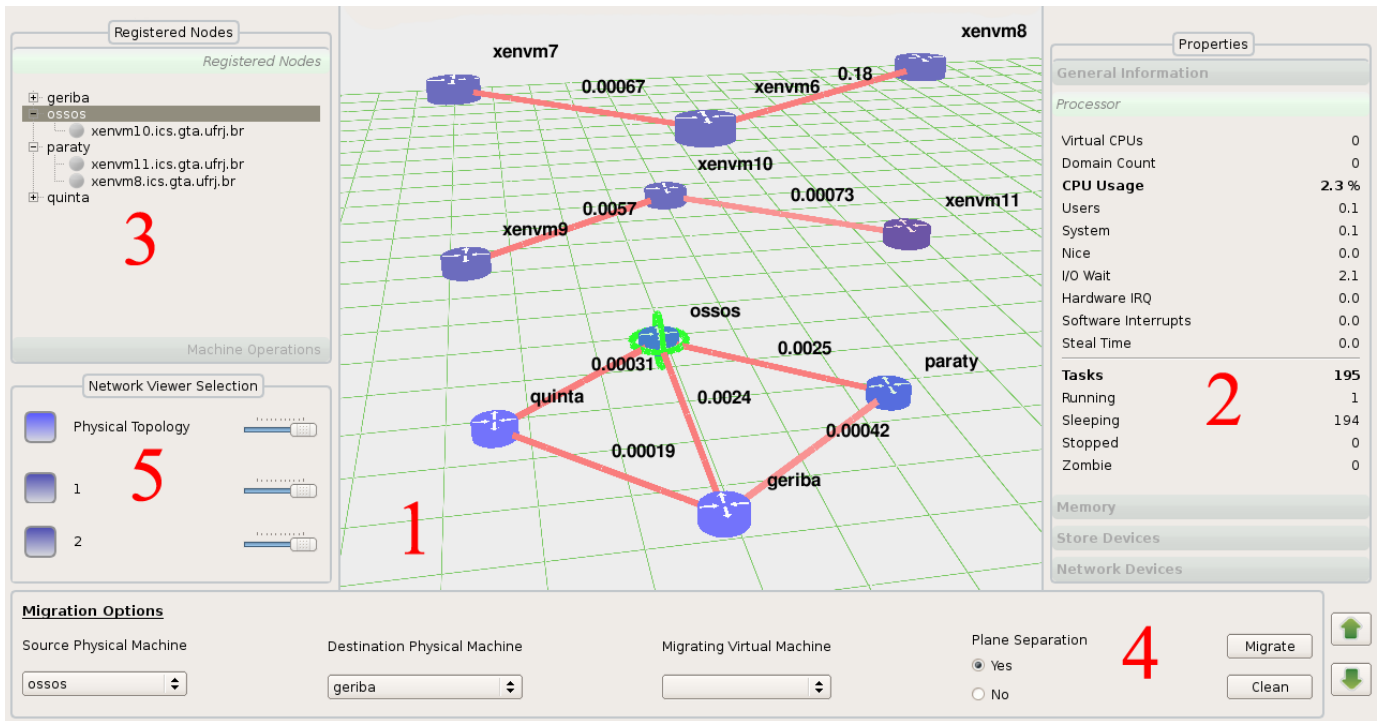 Registered Nodes
Registered Nodes
geriba
ossos
xenvm10.ics.gta.ufrj.br
paraty
xenvm11.ics.gta.ufrj.br
xenvm8.ics.gta.ufrj.br
quinta
3
Machine Operations
Network Viewer Selection
Physical Topology
1
2
5
xenvm7
xenvm8
0.00067
0.18
xenvm6
xenvm10
0.0057
0.00073
xenvm11
xenvm9
ossos
0.00031
0.0025
paraty
quinta
0.0024
0.00042
0.00019
geriba
1
Properties
General Information
Processor
Virtual CPUs 0
Domain Count 0
CPU Usage 2.3 %
Users 0.1
System 0.1
Nice 0.0
I/O Wait 2.1
Hardware IRQ 0.0
Software Interrupts 0.0
Steal Time 0.0
Tasks 195
Running 1
Sleeping 194
Stopped 0
Zombie 0
2
Memory
Store Devices
Network Devices
Migration Options
Source Physical Machine
ossos
Destination Physical Machine
geriba
Migrating Virtual Machine
Plane Separation
Yes
No
4
Migrate
Clean